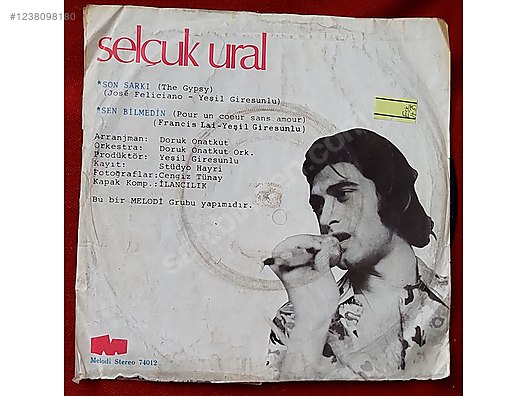 #1238098180
selcuk ural
*SON SARKI (The Gypsy)
(José Feliciano - Yeşil Giresunlu)
*SEN BİLMEDİN (Pour un coeur sans amour)
(Francis Lai-Yeşil Giresunlu)
Arranjman: Doruk Onatkut
Orkestra: Doruk Onatkut Ork.
Prodüktör: Yeşil Giresunlu
Kayıt: Stüdyo Hayri
Fotoğraflar:Cengiz Tünay
Kapak Komp.:İLANCILIK
Bu bir MELODİ Grubu yapımıdır.
Melodi Stereo 74012